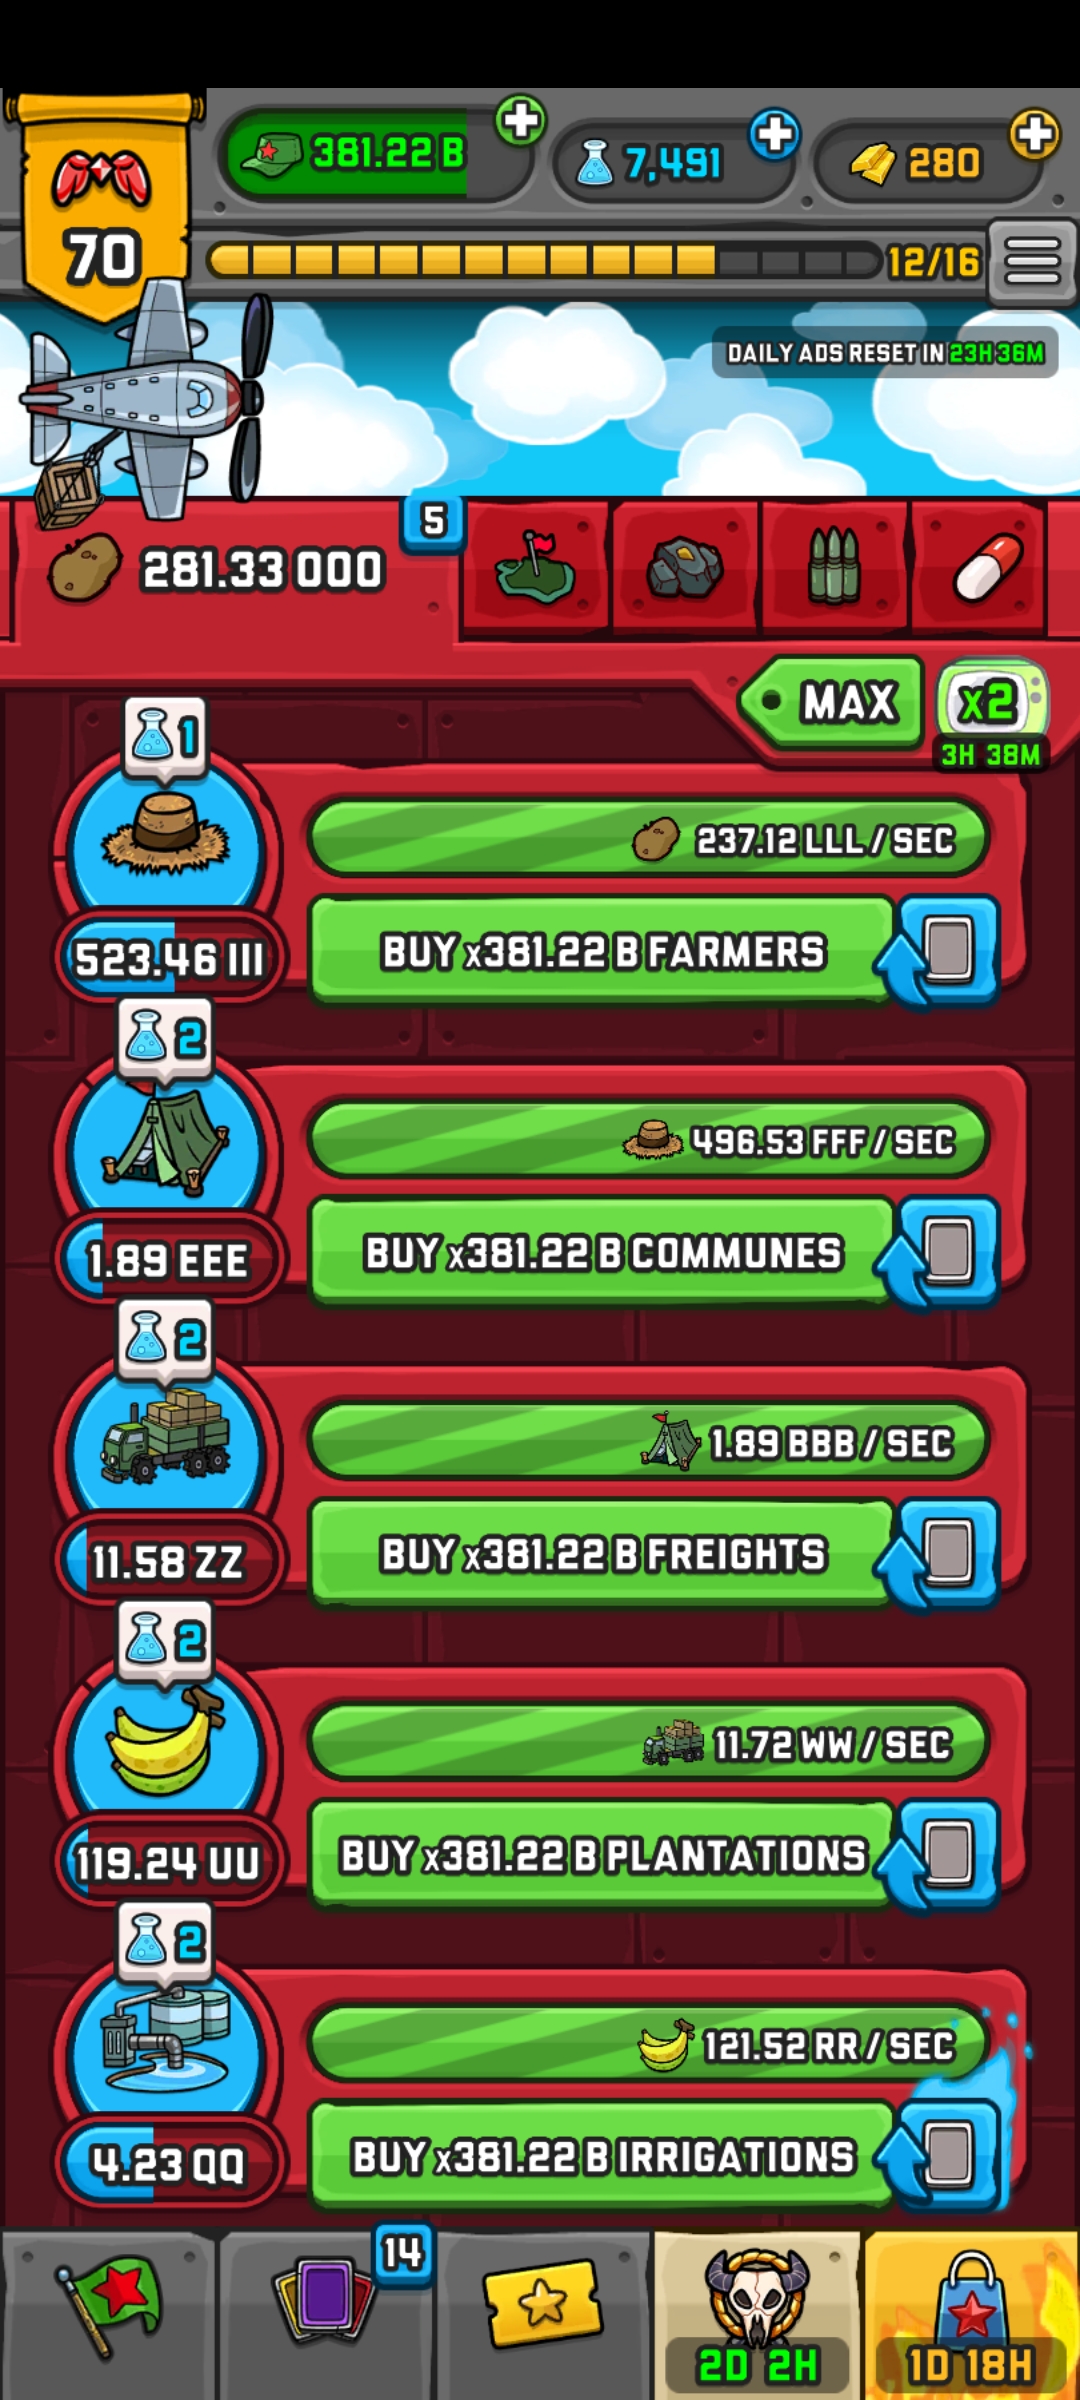 381.22 B
7,491
280
70
12/16
DAILY ADS RESET IN 23H 36M
5
281.33 OOO
MAX
x2
3H 38M
1
237.12 LLL / SEC
523.46 III
BUY x381.22 B FARMERS
2
496.53 FFF / SEC
1.89 EEE
BUY x381.22 B COMMUNES
2
1.89 BBB / SEC
11.58 ZZ
BUY x381.22 B FREIGHTS
2
11.72 WW / SEC
119.24 UU
BUY x381.22 B PLANTATIONS
2
121.52 RR / SEC
4.23 QQ
BUY x381.22 B IRRIGATIONS
14
2D 2H
1D 18H